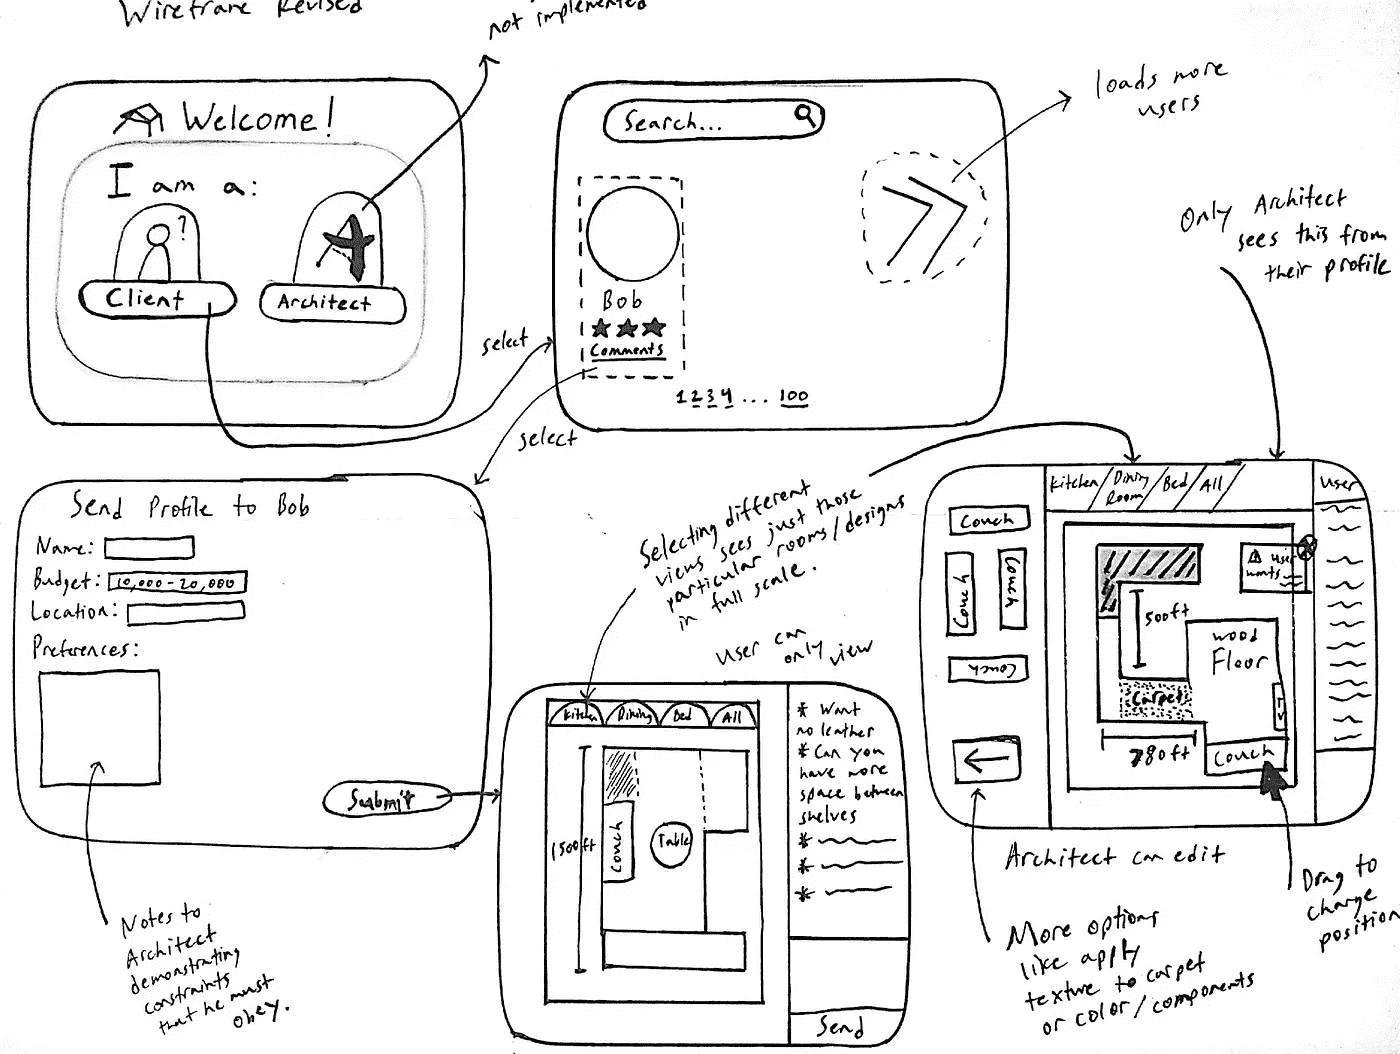 Wireframe Revised
not implemented
Welcome!
I am a:
?
Client
A
Architect
select
Search...
Bob
Comments
1 2 3 4 ... 100
loads more
users
select
Only Architect
sees this from
their profile
Send Profile to Bob
Name:
Budget: 10,000-20,000
Location:
Preferences:
Submit
Notes to
Architect
demonstrating
constraints
that he must
obey.
Selecting different
views sees just those
particular rooms/designs
in full scale.
User can
only view
Kitchen
Dining
Bed
All
1500ft
Couch
Table
* Want
no leather
* Can you
have more
space between
shelves
*
*
*
Send
Couch
Couch
Couch
Couch
Kitchen
Dining
Room
Bed
All
User
user
wants
500ft
Wood
Floor
Carpet
TV
780ft
Couch
Architect can edit
More options
like apply
texture to carpet
or color/components
Drag to
change
position